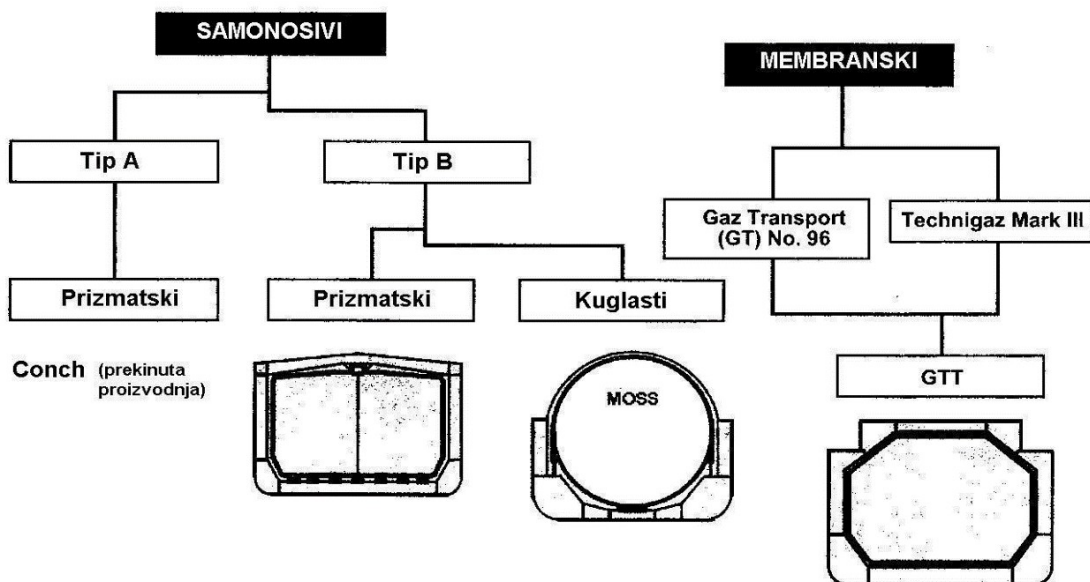 SAMONOSIVI
MEMBRANSKI
Tip A
Tip B
Gaz Transport
(GT) No. 96
Technigaz Mark III
Prizmatski
Prizmatski
Kuglasti
Conch (prekinuta
proizvodnja)
MOSS
GTT